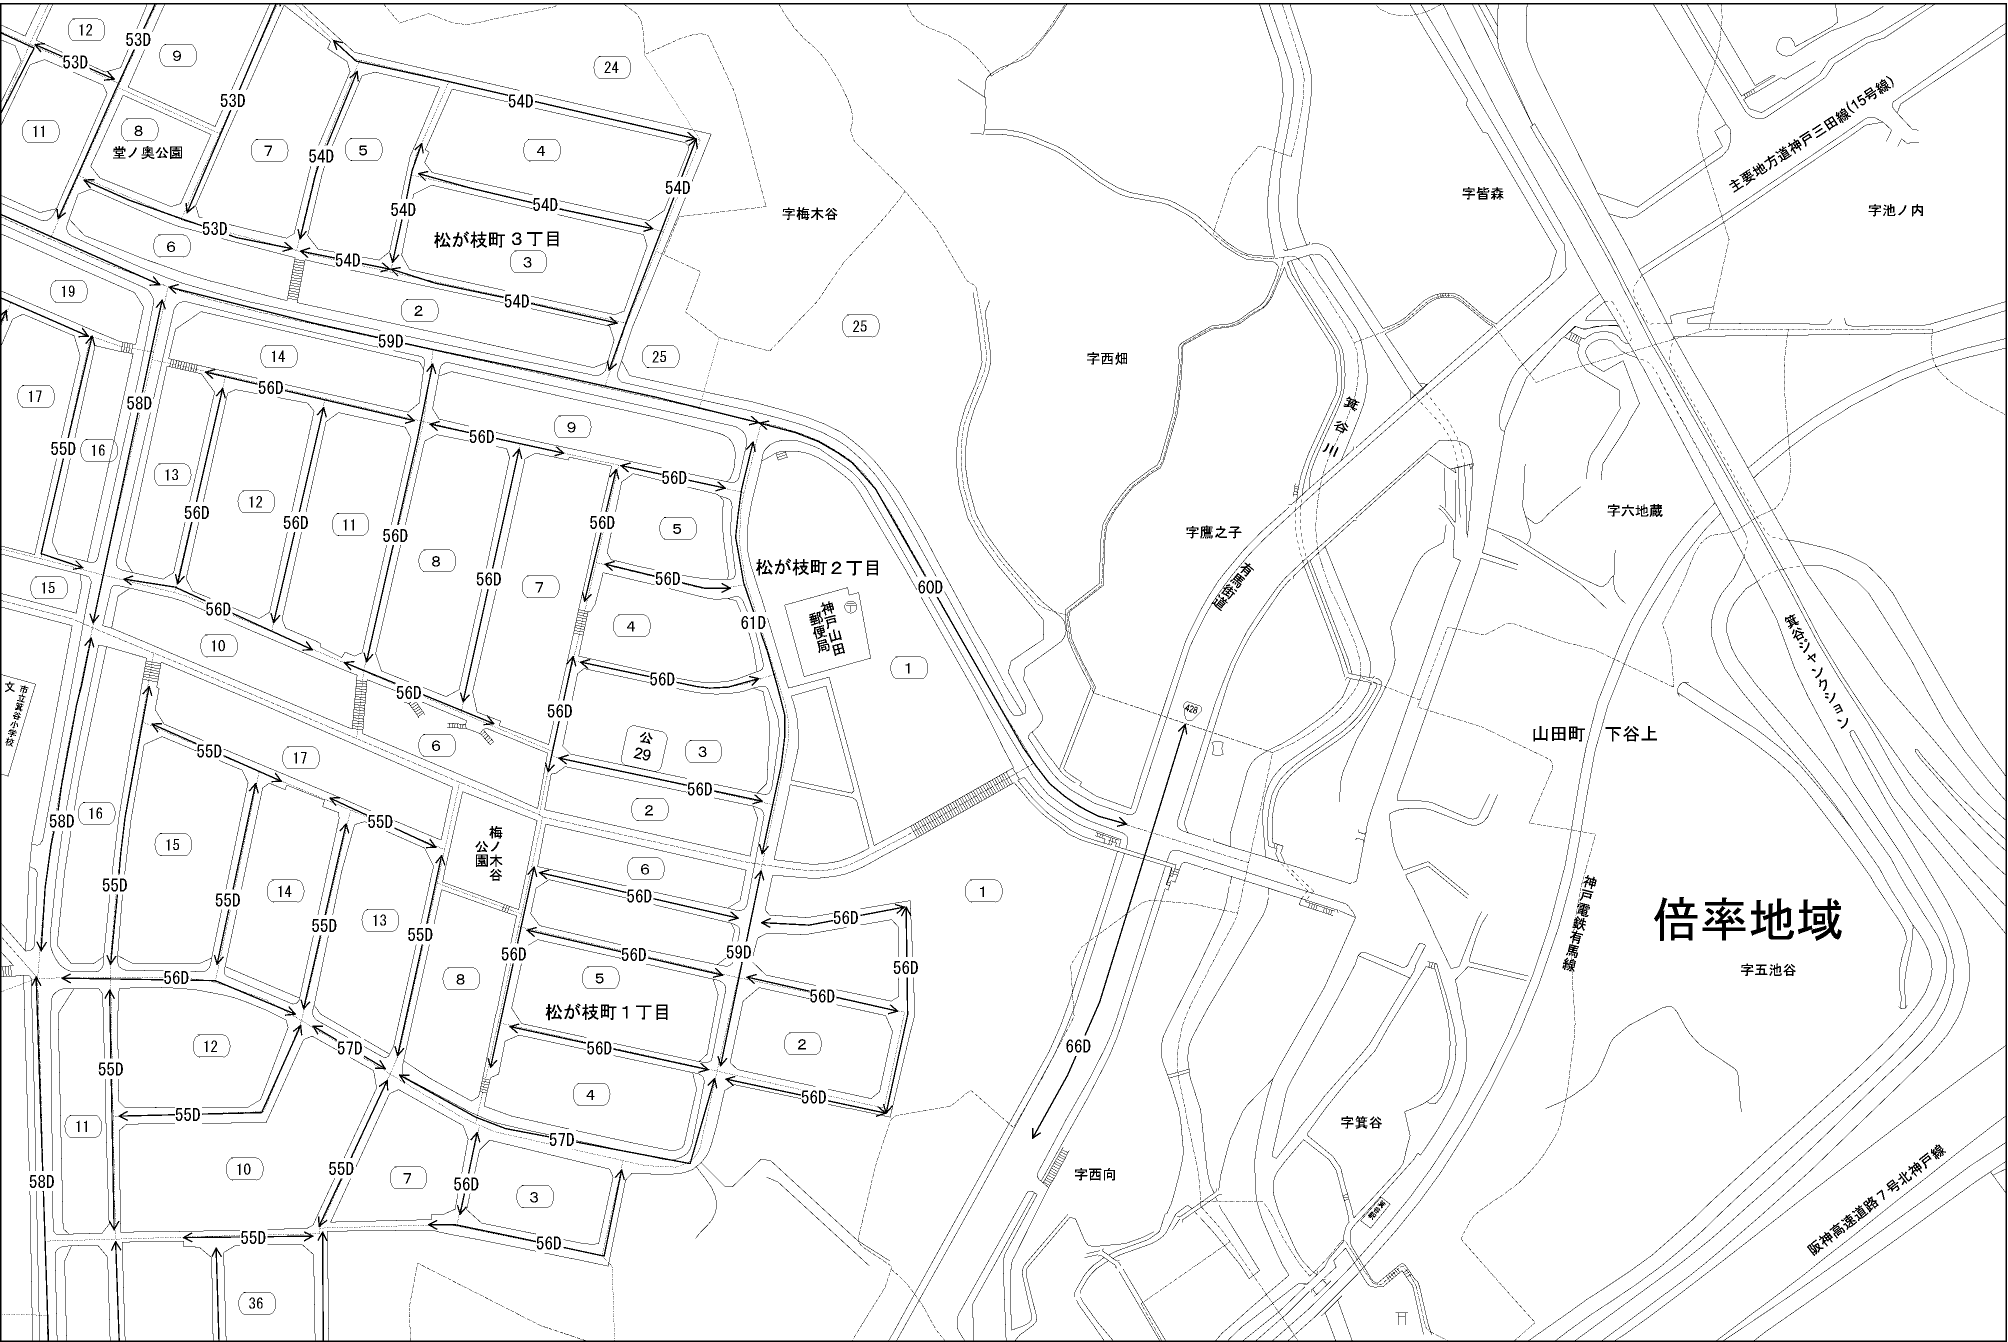 12
53D
53D
9
11
8
堂ノ奥公園
53D
7
54D
5
54D
24
4
54D
54D
54D
53D
6
松が枝町3丁目
3
54D
54D
2
字梅木谷
25
25
字皆森
主要地方道神戸三田線(15号線)
字池ノ内
19
59D
14
56D
17
58D
16
55D
13
56D
12
56D
11
56D
56D
9
56D
8
56D
7
56D
5
56D
字西畑
箕谷川
字鷹之子
有馬街道
字六地蔵
松が枝町2丁目
神戸山田
郵便局
61D
60D
15
56D
10
4
56D
1
56D
56D
6
公
29
3
56D
2
市立箕谷小学校
文
428
山田町 下谷上
箕谷ジャンクション
55D
17
58D
16
55D
15
55D
梅ノ木谷
公園
6
56D
1
55D
14
55D
13
55D
56D
56D
59D
56D
56D
56D
8
56D
5
松が枝町1丁目
56D
56D
2
倍率地域
字五池谷
神戸電鉄有馬線
12
57D
55D
55D
11
58D
10
55D
7
57D
4
56D
66D
字箕谷
字西向
56D
3
56D
55D
36
阪神高速道路7号北神戸線